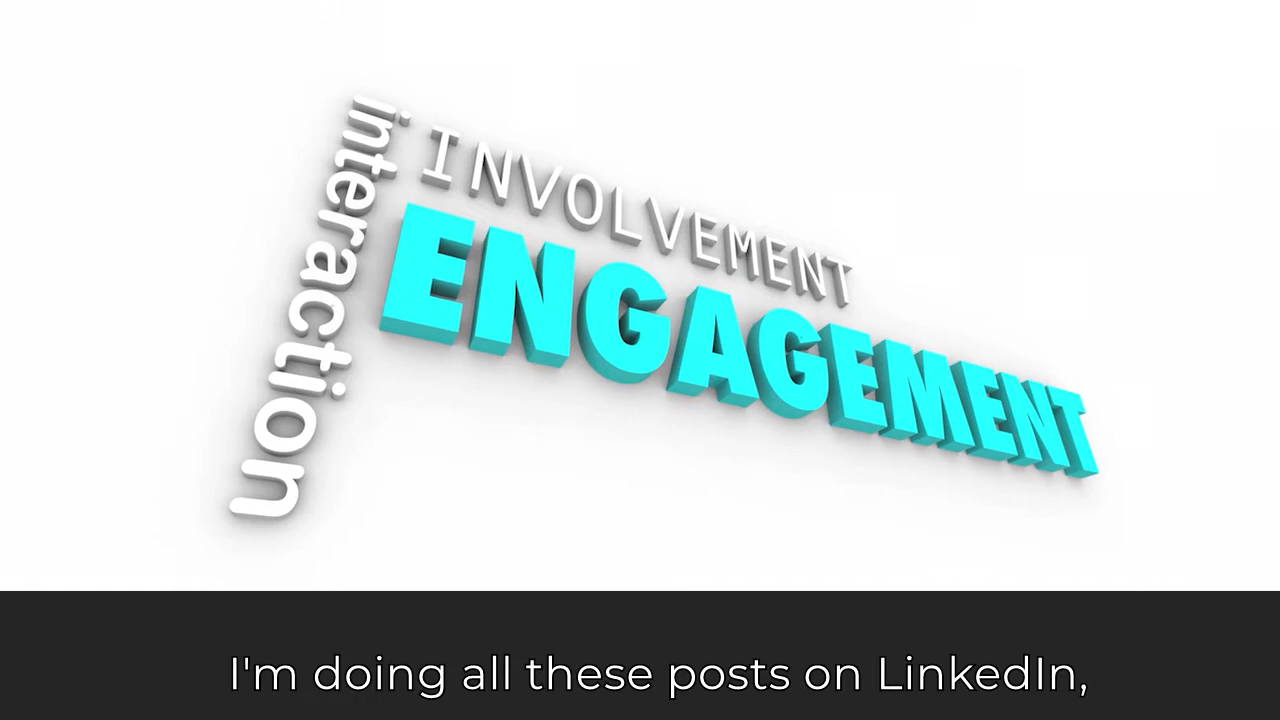 interaction
INVOLVEMENT
ENGAGEMENT
I'm doing all these posts on LinkedIn,